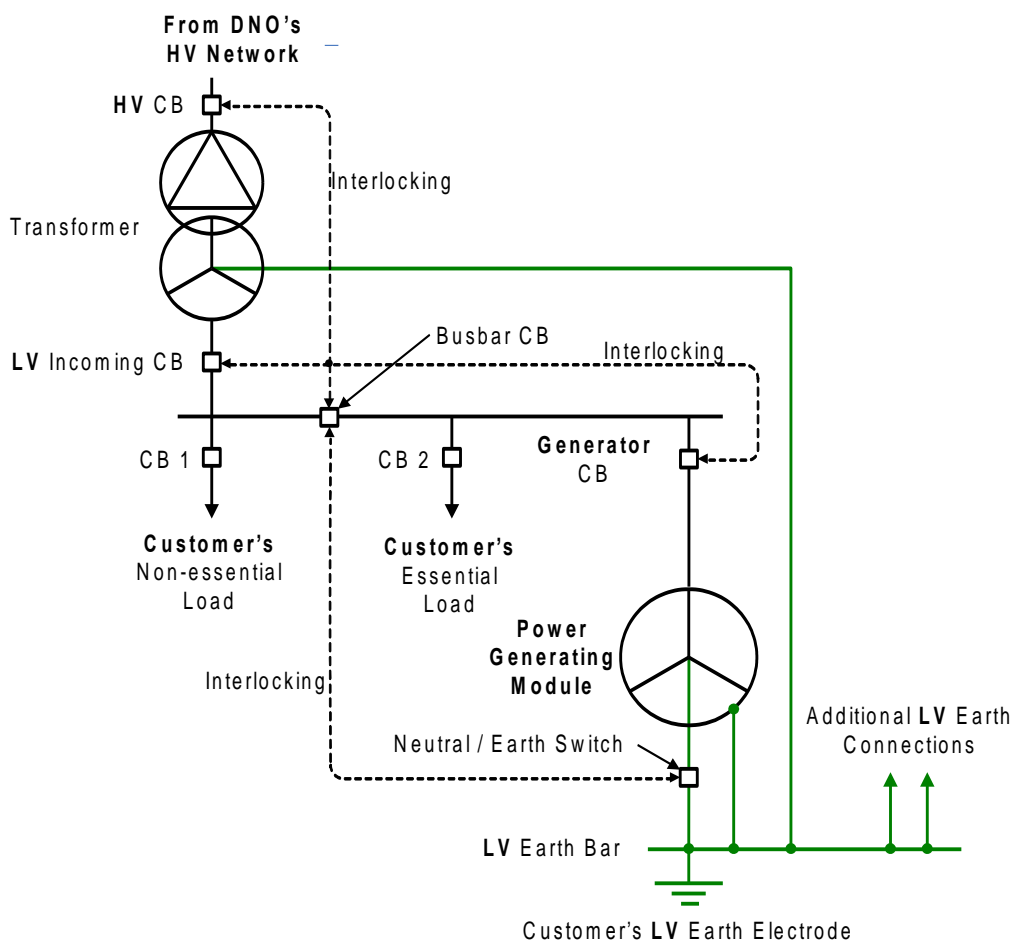 From DNO's
HV Network
HV CB
Interlocking
Transformer
Busbar CB
LV Incoming CB
Interlocking
CB 1
CB 2
Generator
CB
Customer's
Non-essential
Load
Customer's
Essential
Load
Power
Generating
Module
Interlocking
Additional LV Earth
Connections
Neutral / Earth Switch
LV Earth Bar
Customer's LV Earth Electrode